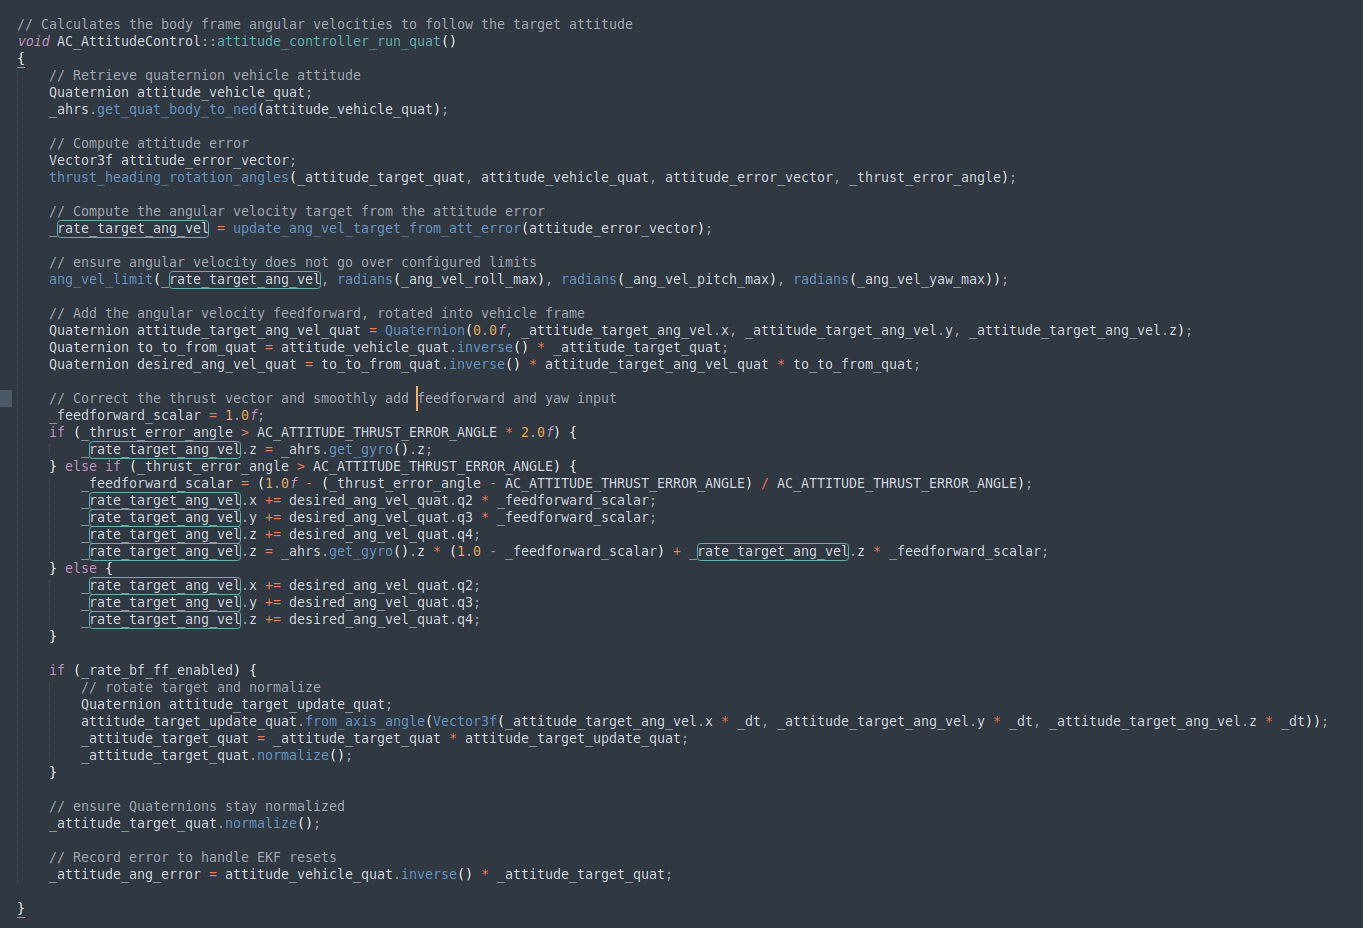 // Calculates the body frame angular velocities to follow the target attitude
void AC_AttitudeControl::attitude_controller_run_quat()
{
    // Retrieve quaternion vehicle attitude
    Quaternion attitude_vehicle_quat;
    _ahrs.get_quat_body_to_ned(attitude_vehicle_quat);

    // Compute attitude error
    Vector3f attitude_error_vector;
    thrust_heading_rotation_angles(_attitude_target_quat, attitude_vehicle_quat, attitude_error_vector, _thrust_error_angle);

    // Compute the angular velocity target from the attitude error
    _rate_target_ang_vel = update_ang_vel_target_from_att_error(attitude_error_vector);

    // ensure angular velocity does not go over configured limits
    ang_vel_limit(_rate_target_ang_vel, radians(_ang_vel_roll_max), radians(_ang_vel_pitch_max), radians(_ang_vel_yaw_max));

    // Add the angular velocity feedforward, rotated into vehicle frame
    Quaternion attitude_target_ang_vel_quat = Quaternion(0.0f, _attitude_target_ang_vel.x, _attitude_target_ang_vel.y, _attitude_target_ang_vel.z);
    Quaternion to_to_from_quat = attitude_vehicle_quat.inverse() * _attitude_target_quat;
    Quaternion desired_ang_vel_quat = to_to_from_quat.inverse() * attitude_target_ang_vel_quat * to_to_from_quat;

    // Correct the thrust vector and smoothly add feedforward and yaw input
    _feedforward_scalar = 1.0f;
    if (_thrust_error_angle > AC_ATTITUDE_THRUST_ERROR_ANGLE * 2.0f) {
        _rate_target_ang_vel.z = _ahrs.get_gyro().z;
    } else if (_thrust_error_angle > AC_ATTITUDE_THRUST_ERROR_ANGLE) {
        _feedforward_scalar = (1.0f - (_thrust_error_angle - AC_ATTITUDE_THRUST_ERROR_ANGLE) / AC_ATTITUDE_THRUST_ERROR_ANGLE);
        _rate_target_ang_vel.x += desired_ang_vel_quat.q2 * _feedforward_scalar;
        _rate_target_ang_vel.y += desired_ang_vel_quat.q3 * _feedforward_scalar;
        _rate_target_ang_vel.z += desired_ang_vel_quat.q4;
        _rate_target_ang_vel.z = _ahrs.get_gyro().z * (1.0 - _feedforward_scalar) + _rate_target_ang_vel.z * _feedforward_scalar;
    } else {
        _rate_target_ang_vel.x += desired_ang_vel_quat.q2;
        _rate_target_ang_vel.y += desired_ang_vel_quat.q3;
        _rate_target_ang_vel.z += desired_ang_vel_quat.q4;
    }

    if (_rate_bf_ff_enabled) {
        // rotate target and normalize
        Quaternion attitude_target_update_quat;
        attitude_target_update_quat.from_axis_angle(Vector3f(_attitude_target_ang_vel.x * _dt, _attitude_target_ang_vel.y * _dt, _attitude_target_ang_vel.z * _dt));
        _attitude_target_quat = _attitude_target_quat * attitude_target_update_quat;
        _attitude_target_quat.normalize();
    }

    // ensure Quaternions stay normalized
    _attitude_target_quat.normalize();

    // Record error to handle EKF resets
    _attitude_ang_error = attitude_vehicle_quat.inverse() * _attitude_target_quat;

}